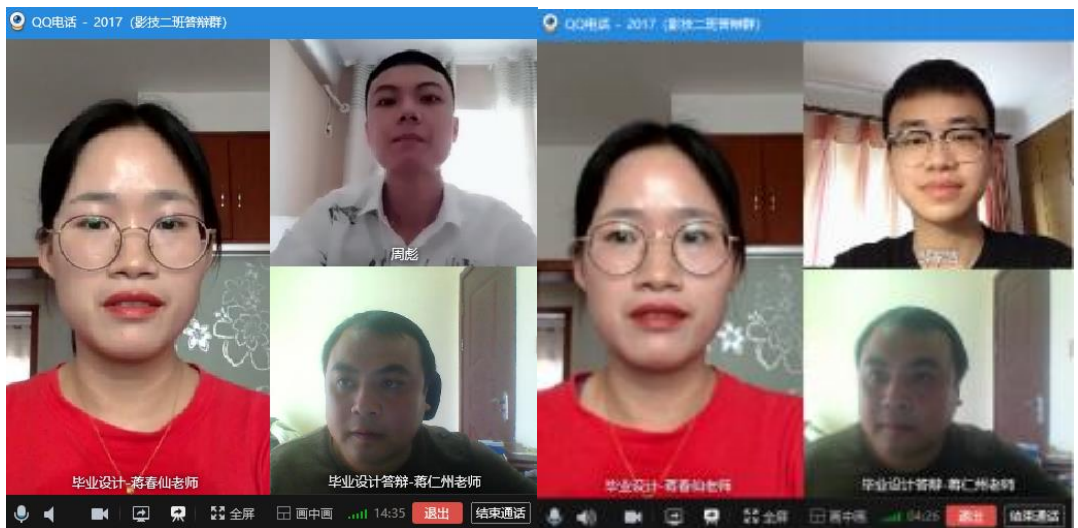 QQ电话 - 2017（影技二班答辩群）
周彪
毕业设计-蒋春仙老师
毕业设计答辩-蒋仁州老师
全屏
画中画
14:35
退出
结束通话
QQ电话 - 2017（影技二班答辩群）
毕业设计-蒋春仙老师
毕业设计答辩-蒋仁州老师
全屏
画中画
04:26
退出
结束通话